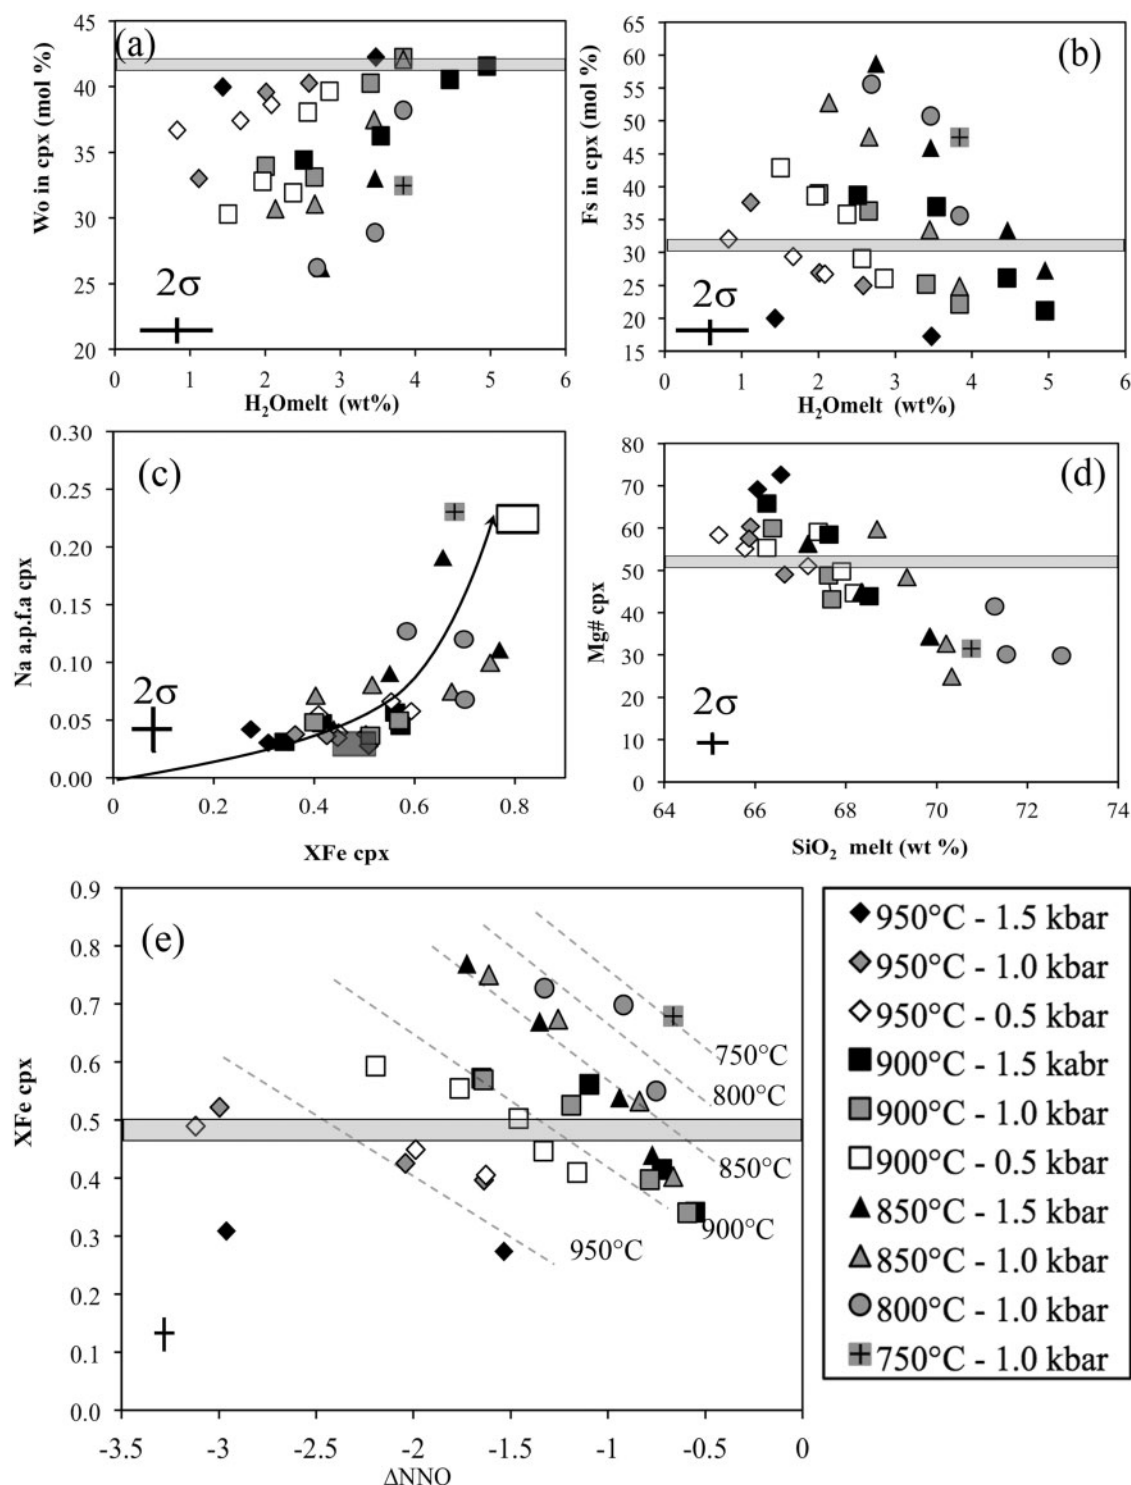 (a)
Wo in cpx (mol %)
45
40
35
30
25
20
2σ
0 1 2 3 4 5 6
H₂Omelt (wt%)
(b)
Fs in cpx (mol %)
65
60
55
50
45
40
35
30
25
20
15
2σ
0 1 2 3 4 5 6
H₂Omelt (wt%)
(c)
Na a.p.f.a cpx
0.30
0.25
0.20
0.15
0.10
0.05
0.00
2σ
0 0.2 0.4 0.6 0.8
XFe cpx
(d)
Mg# cpx
80
70
60
50
40
30
20
10
0
2σ
64 66 68 70 72 74
SiO₂ melt (wt %)
(e)
XFe cpx
0.9
0.8
0.7
0.6
0.5
0.4
0.3
0.2
0.1
0.0
750°C
800°C
850°C
900°C
950°C
-3.5 -3 -2.5 -2 -1.5 -1 -0.5 0
ΔNNO
950°C - 1.5 kbar
950°C - 1.0 kbar
950°C - 0.5 kbar
900°C - 1.5 kabr
900°C - 1.0 kbar
900°C - 0.5 kbar
850°C - 1.5 kbar
850°C - 1.0 kbar
800°C - 1.0 kbar
750°C - 1.0 kbar